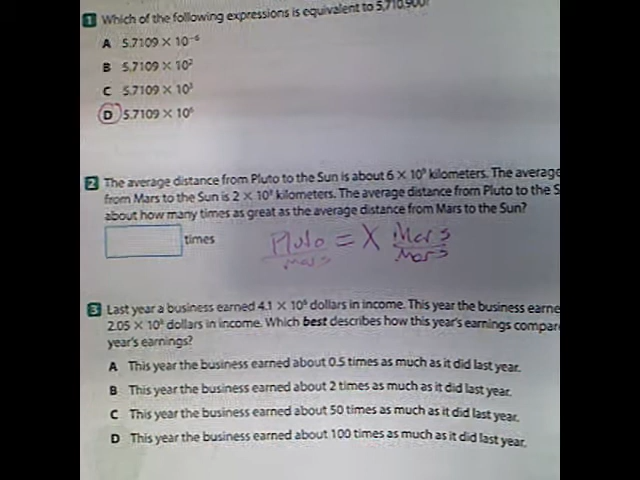 1 Which of the following expressions is equivalent to 5,710,900?
A 5.7109 × 10⁻⁶
B 5.7109 × 10²
C 5.7109 × 10³
D 5.7109 × 10⁶
2 The average distance from Pluto to the Sun is about 6 × 10⁹ kilometers. The average
from Mars to the Sun is 2 × 10⁸ kilometers. The average distance from Pluto to the S
about how many times as great as the average distance from Mars to the Sun?
times
Pluto = X Mars
Mars Mars
3 Last year a business earned 4.1 × dollars in income. This year the business earne
2.05 × dollars in income. Which best describes how this year's earnings compar
year's earnings?
A This year the business earned about 0.5 times as much as it did last year.
B This year the business earned about 2 times as much as it did last year.
C This year the business earned about 50 times as much as it did last year.
D This year the business earned about 100 times as much as it did last year.